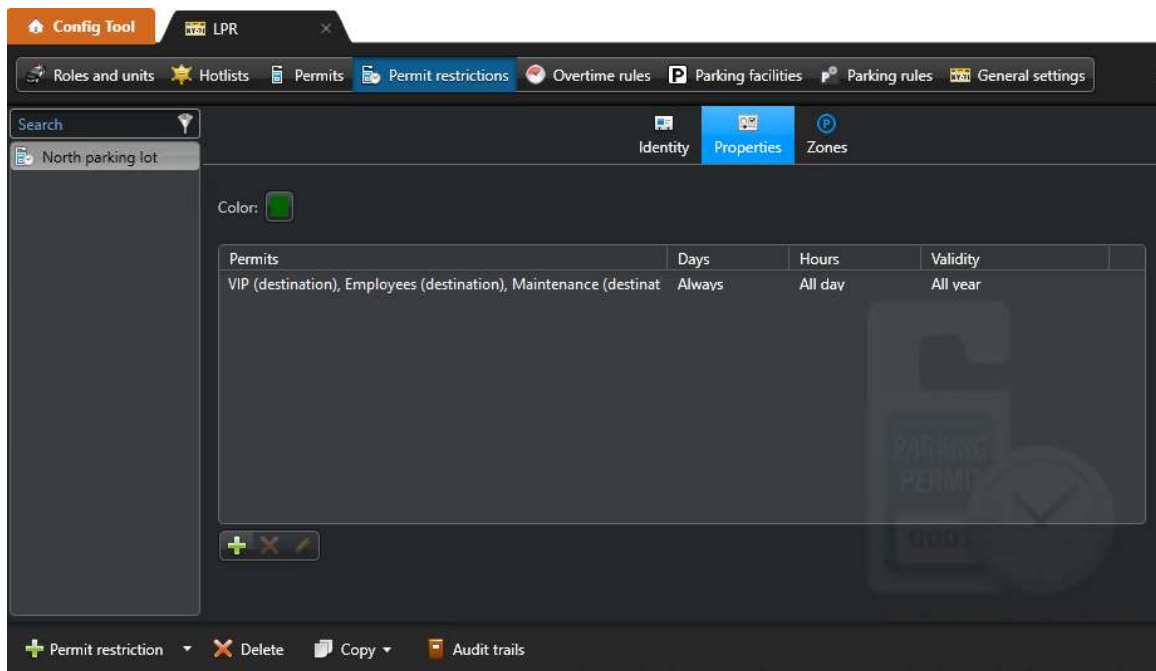 Config Tool LPR
Roles and units Hotlists Permits Permit restrictions Overtime rules P Parking facilities Parking rules General settings
Search
North parking lot
Identity Properties Zones
Color:
Permits Days Hours Validity
VIP (destination), Employees (destination), Maintenance (destinat Always All day All year
PARKING
PERMIT
Permit restriction Delete Copy Audit trails